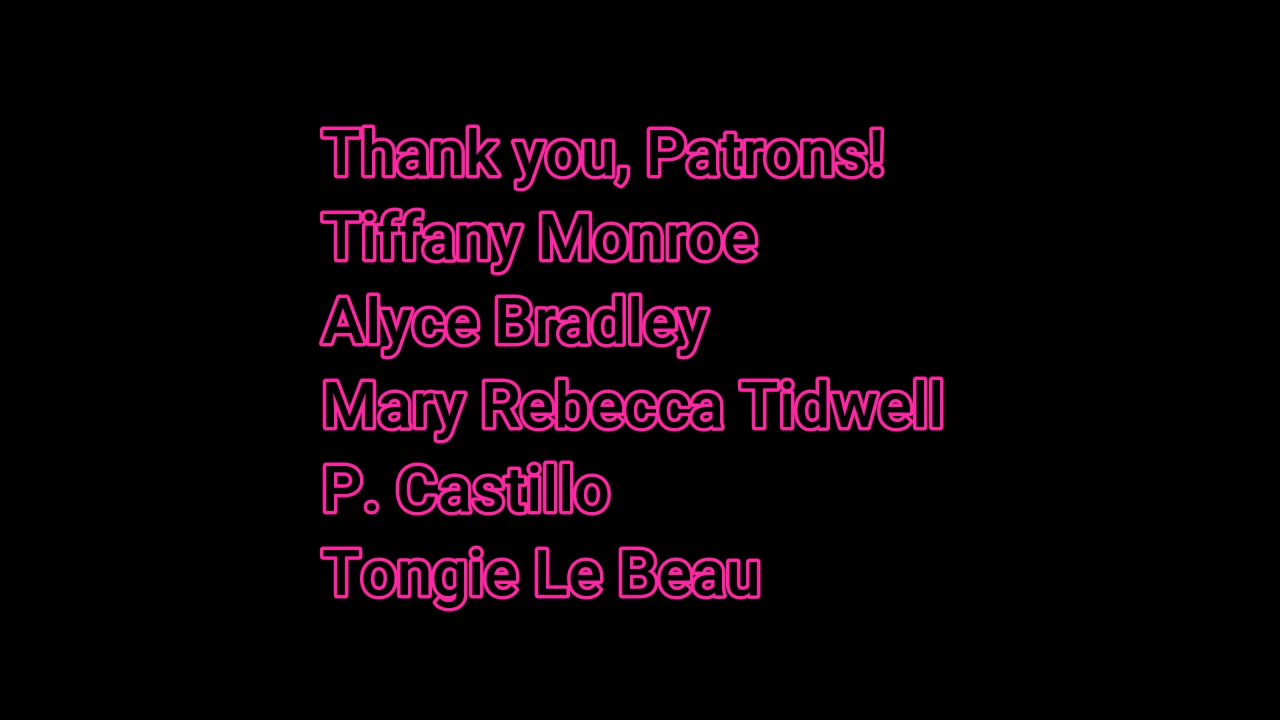 Thank you, Patrons!
Tiffany Monroe
Alyce Bradley
Mary Rebecca Tidwell
P. Castillo
Tongie Le Beau